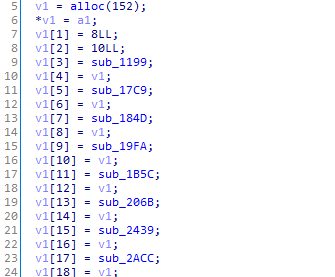 5 v1 = alloc(152);
6 *v1 = a1;
7 v1[1] = 8LL;
8 v1[2] = 10LL;
9 v1[3] = sub_1199;
10 v1[4] = v1;
11 v1[5] = sub_17C9;
12 v1[6] = v1;
13 v1[7] = sub_184D;
14 v1[8] = v1;
15 v1[9] = sub_19FA;
16 v1[10] = v1;
17 v1[11] = sub_1B5C;
18 v1[12] = v1;
19 v1[13] = sub_206B;
20 v1[14] = v1;
21 v1[15] = sub_2439;
22 v1[16] = v1;
23 v1[17] = sub_2ACC;
24 v1[18] = v1;